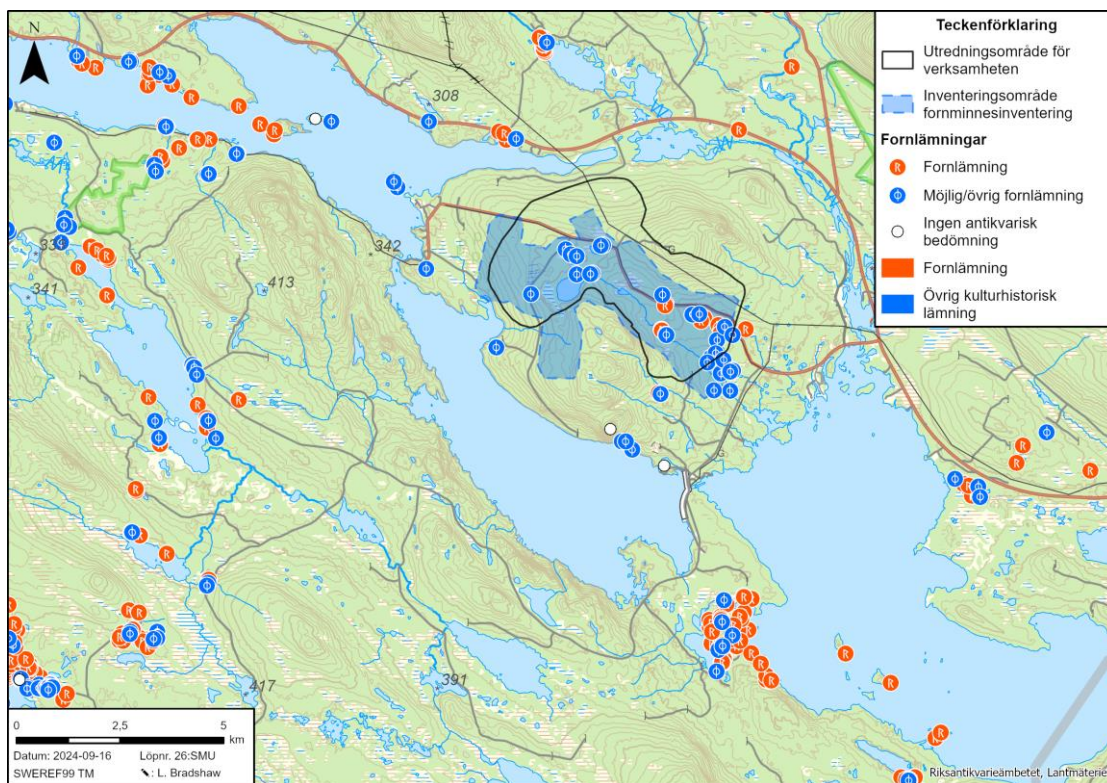 N
308
342
339
341
413
417
391
G.
G.
Teckenförklaring
Utredningsområde för
verksamheten
Inventeringsområde
fornminnesinventering
Fornlämningar
R Fornlämning
Möjlig/övrig fornlämning
Ingen antikvarisk
bedömning
Fornlämning
Övrig kulturhistorisk
lämning
0 2,5 5
km
Datum: 2024-09-16 Löpnr. 26:SMU
SWEREF99 TM : L. Bradshaw
Riksantikvarieämbetet, Lantmäterie